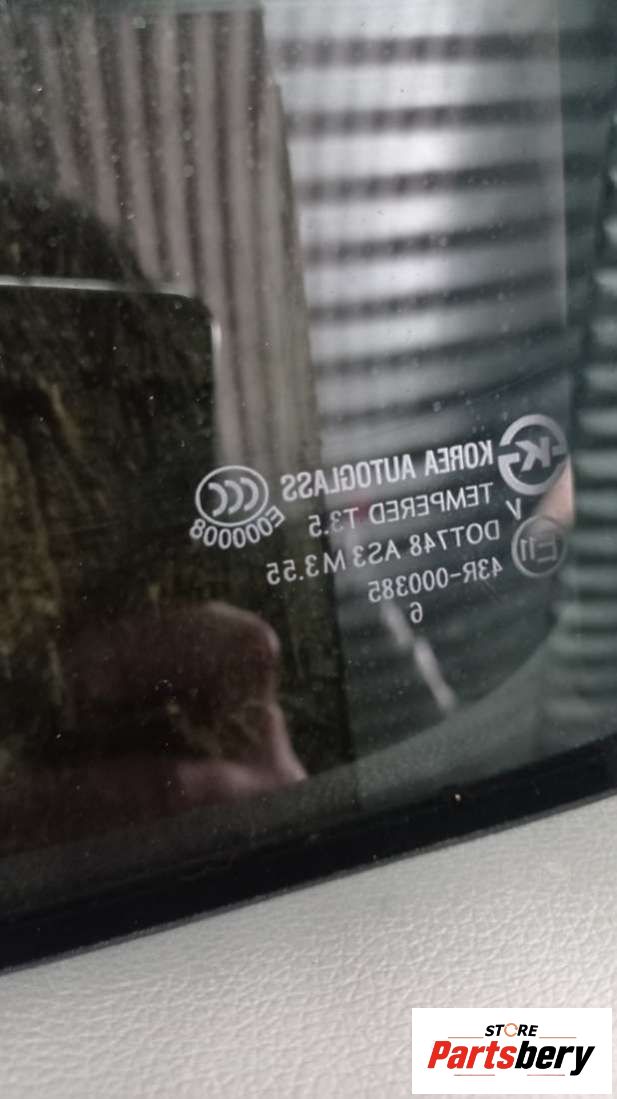 K
KOREA AUTOGLASS
TEMPERED T3.5
V
DOT748 AS3 M3.55
E11
43R-000385
6
CCC
E000008
STORE
Partsbery